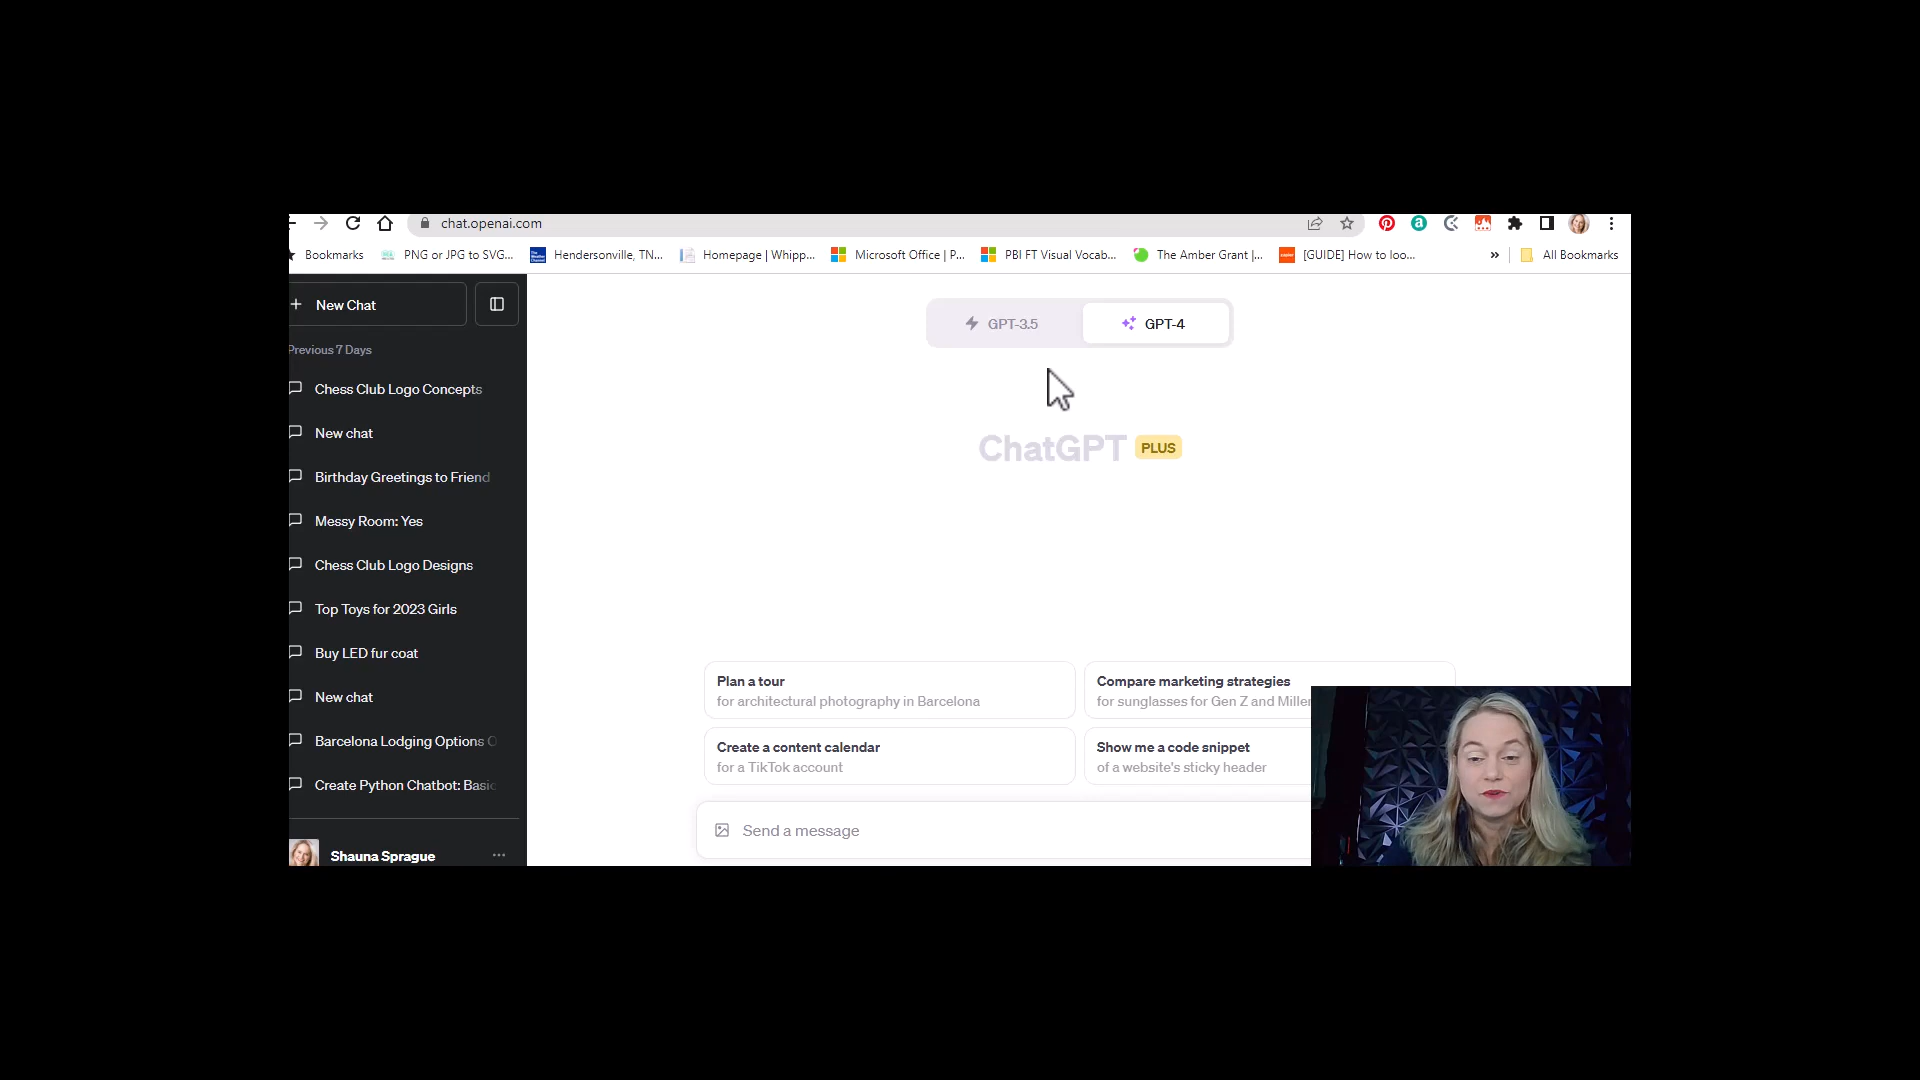 chat.openai.com
Bookmarks PNG or JPG to SVG... Hendersonville, TN... Homepage | Whipp... Microsoft Office | P... PBI FT Visual Vocab... The Amber Grant |... [GUIDE] How to loo... » All Bookmarks
+ New Chat
Previous 7 Days
Chess Club Logo Concepts
New chat
Birthday Greetings to Friend
Messy Room: Yes
Chess Club Logo Designs
Top Toys for 2023 Girls
Buy LED fur coat
New chat
Barcelona Lodging Options O
Create Python Chatbot: Basic
Shauna Sprague ...
GPT-3.5 GPT-4
ChatGPT PLUS
Plan a tour
for architectural photography in Barcelona
Compare marketing strategies
for sunglasses for Gen Z and Miller
Create a content calendar
for a TikTok account
Show me a code snippet
of a website's sticky header
Send a message